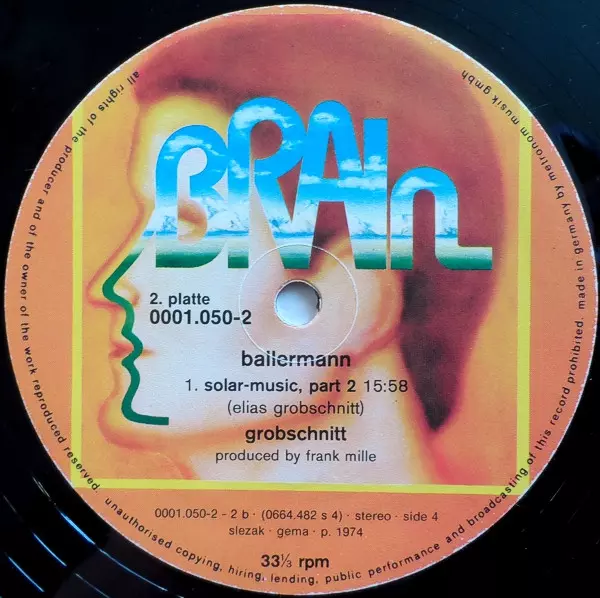 BRAIn
2. platte
0001.050-2
ballermann
1. solar-music, part 2 15:58
(elias grobschnitt)
grobschnitt
produced by frank mille
0001.050-2 - 2 b · (0664.482 s 4) · stereo · side 4
slezak · gema · p. 1974
33⅓ rpm
all rights of the producer and of the owner of the work reproduced reserved. unauthorised copying, hiring, lending, public performance and broadcasting of this record prohibited. made in germany by metronom musik gmbh